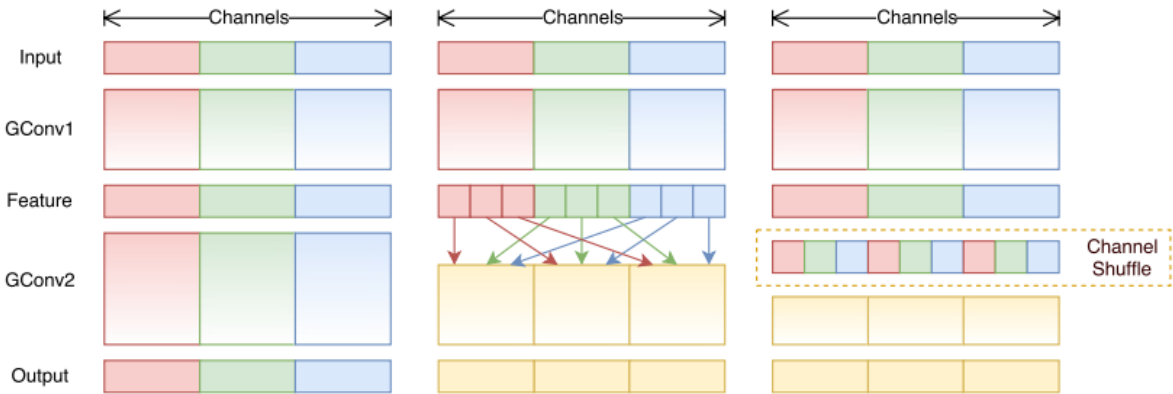 Channels
Channels
Channels
Input
GConv1
Feature
GConv2
Channel
Shuffle
Output